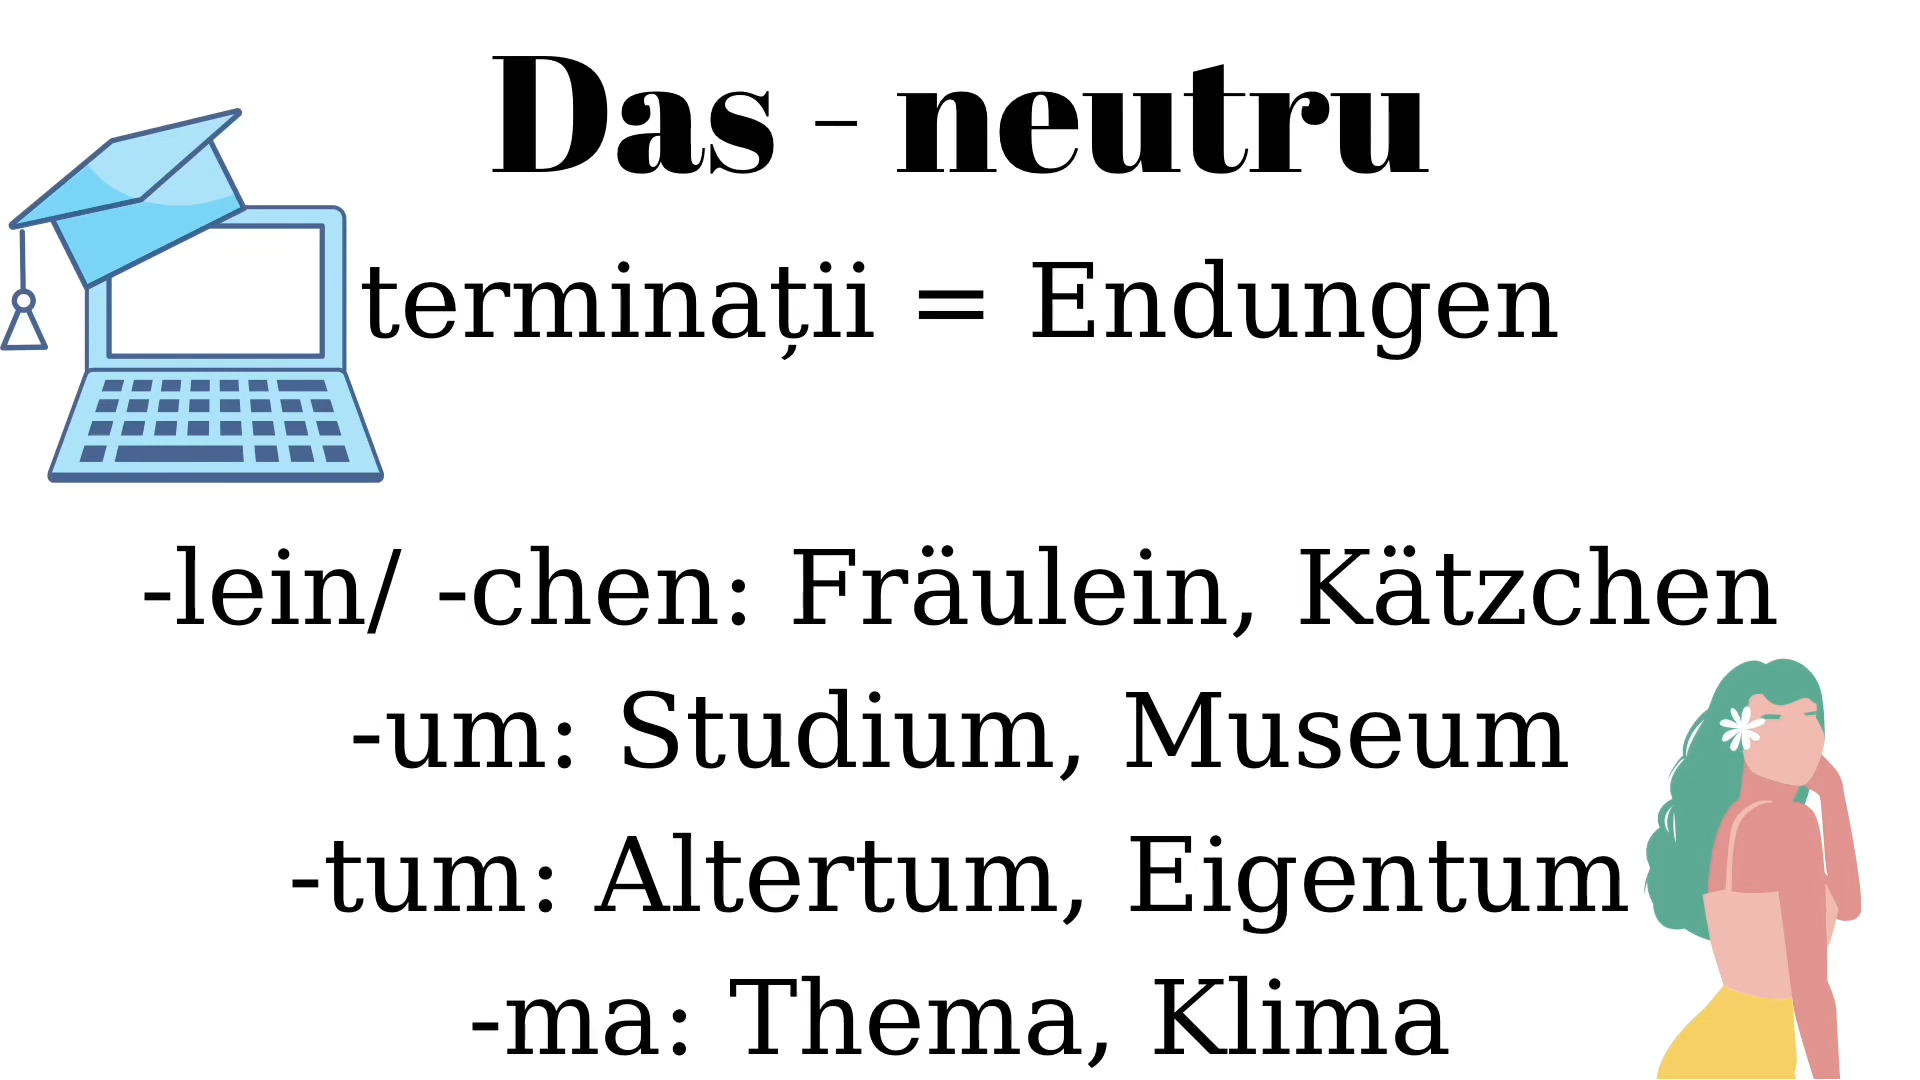 Das - neutru
terminații = Endungen
-lein/ -chen: Fräulein, Kätzchen
-um: Studium, Museum
-tum: Altertum, Eigentum
-ma: Thema, Klima